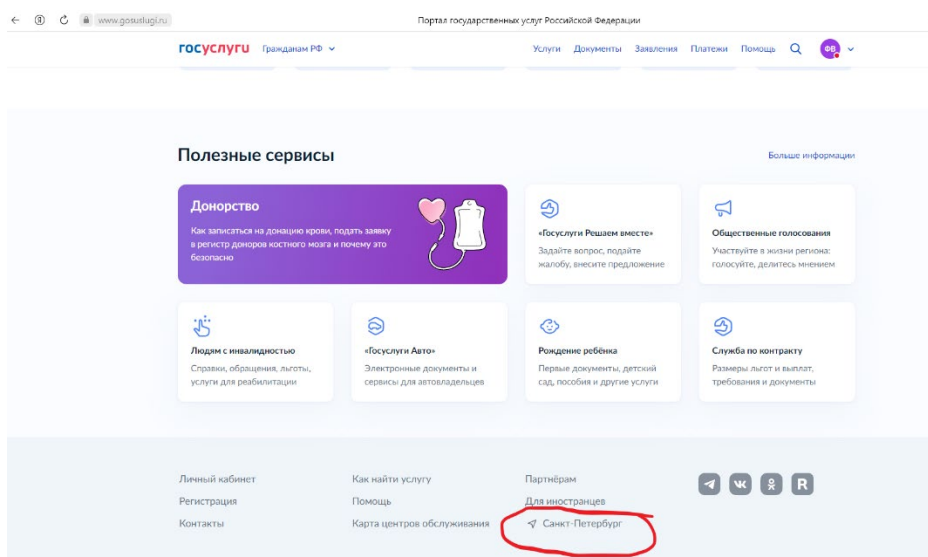 www.gosuslugi.ru
Портал государственных услуг Российской Федерации
госуслуги Гражданам РФ Услуги Документы Заявления Платежи Помощь ФВ
Полезные сервисы
Больше информации
Донорство
Как записаться на донацию крови, подать заявку
в регистр доноров костного мозга и почему это
безопасно
«Госуслуги Решаем вместе»
Задайте вопрос, подайте
жалобу, внесите предложение
Общественные голосования
Участвуйте в жизни региона:
голосуйте, делитесь мнением
Людям с инвалидностью
Справки, обращения, льготы,
услуги для реабилитации
«Госуслуги Авто»
Электронные документы и
сервисы для автовладельцев
Рождение ребёнка
Первые документы, детский
сад, пособия и другие услуги
Служба по контракту
Размеры льгот и выплат,
требования и документы
Личный кабинет
Регистрация
Контакты
Как найти услугу
Помощь
Карта центров обслуживания
Партнёрам
Для иностранцев
Санкт-Петербург